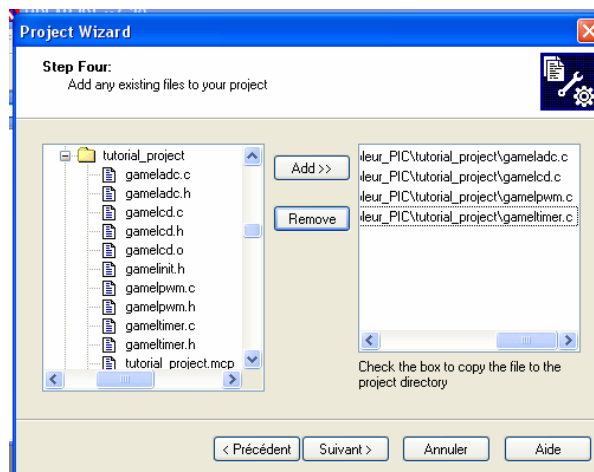 Project Wizard
Step Four:
Add any existing files to your project
tutorial_project
gameladc.c
gameladc.h
gamelcd.c
gamelcd.h
gamelcd.o
gamelinit.h
gamelpwm.c
gamelpwm.h
gameltimer.c
gameltimer.h
tutorial_project.mcp
Add >>
Remove
leur_PIC\tutorial_project\gameladc.c
leur_PIC\tutorial_project\gamelcd.c
leur_PIC\tutorial_project\gamelpwm.c
leur_PIC\tutorial_project\gameltimer.c
Check the box to copy the file to the
project directory
< Précédent
Suivant >
Annuler
Aide